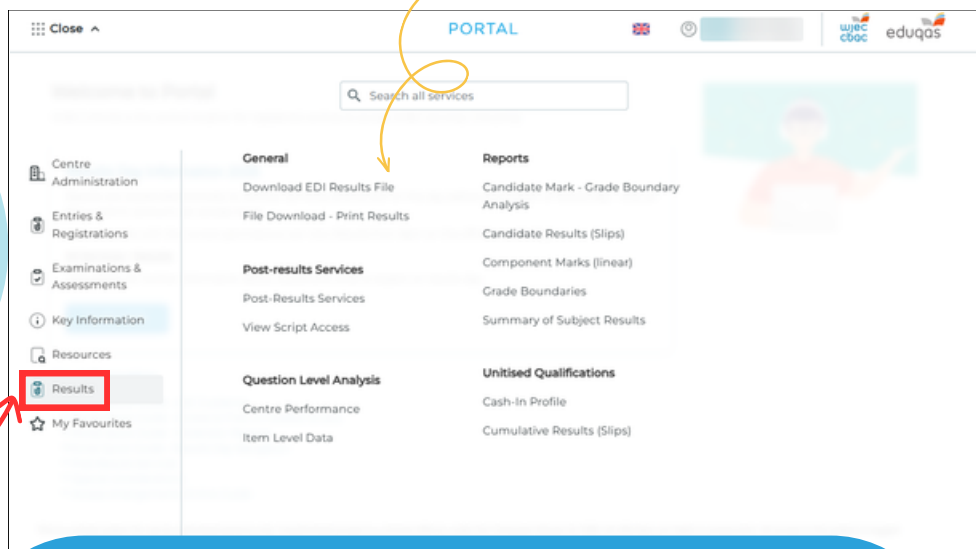 Close
PORTAL
wjec
cbac
eduqas
Welcome to Portal
Search all services
Centre
Administration
Entries &
Registrations
Examinations &
Assessments
Key Information
Resources
Results
My Favourites
General
Download EDI Results File
File Download - Print Results
Post-results Services
Post-Results Services
View Script Access
Question Level Analysis
Centre Performance
Item Level Data
Reports
Candidate Mark - Grade Boundary
Analysis
Candidate Results (Slips)
Component Marks (linear)
Grade Boundaries
Summary of Subject Results
Unitised Qualifications
Cash-In Profile
Cumulative Results (Slips)